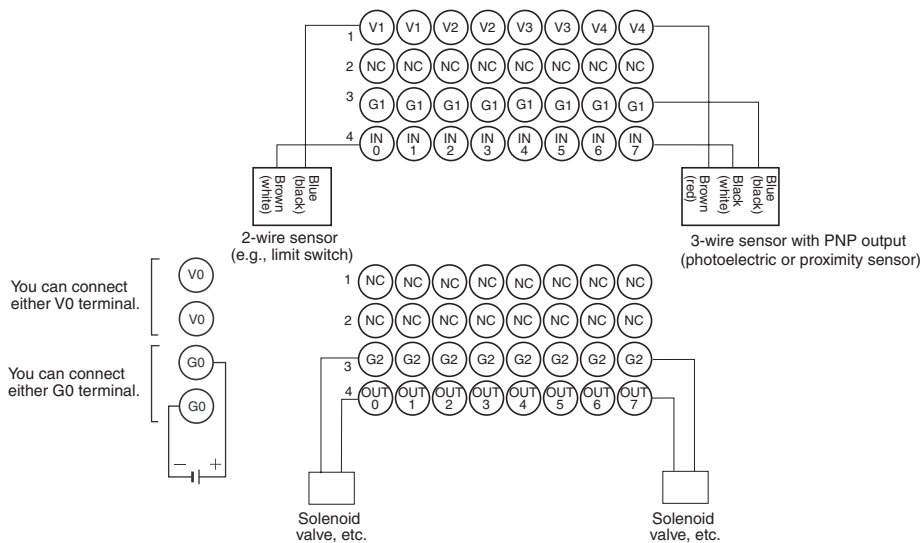 1 V1 V1 V2 V2 V3 V3 V4 V4
2 NC NC NC NC NC NC NC NC
3 G1 G1 G1 G1 G1 G1 G1 G1
4 IN 0 IN 1 IN 2 IN 3 IN 4 IN 5 IN 6 IN 7
Brown
(white)
Blue
(black)
2-wire sensor
(e.g., limit switch)
Brown
(red)
Black
(white)
Blue
(black)
3-wire sensor with PNP output
(photoelectric or proximity sensor)
You can connect
either V0 terminal.
V0
V0
You can connect
either G0 terminal.
G0
G0
− +
1 NC NC NC NC NC NC NC NC
2 NC NC NC NC NC NC NC NC
3 G2 G2 G2 G2 G2 G2 G2 G2
4 OUT 0 OUT 1 OUT 2 OUT 3 OUT 4 OUT 5 OUT 6 OUT 7
Solenoid
valve, etc.
Solenoid
valve, etc.